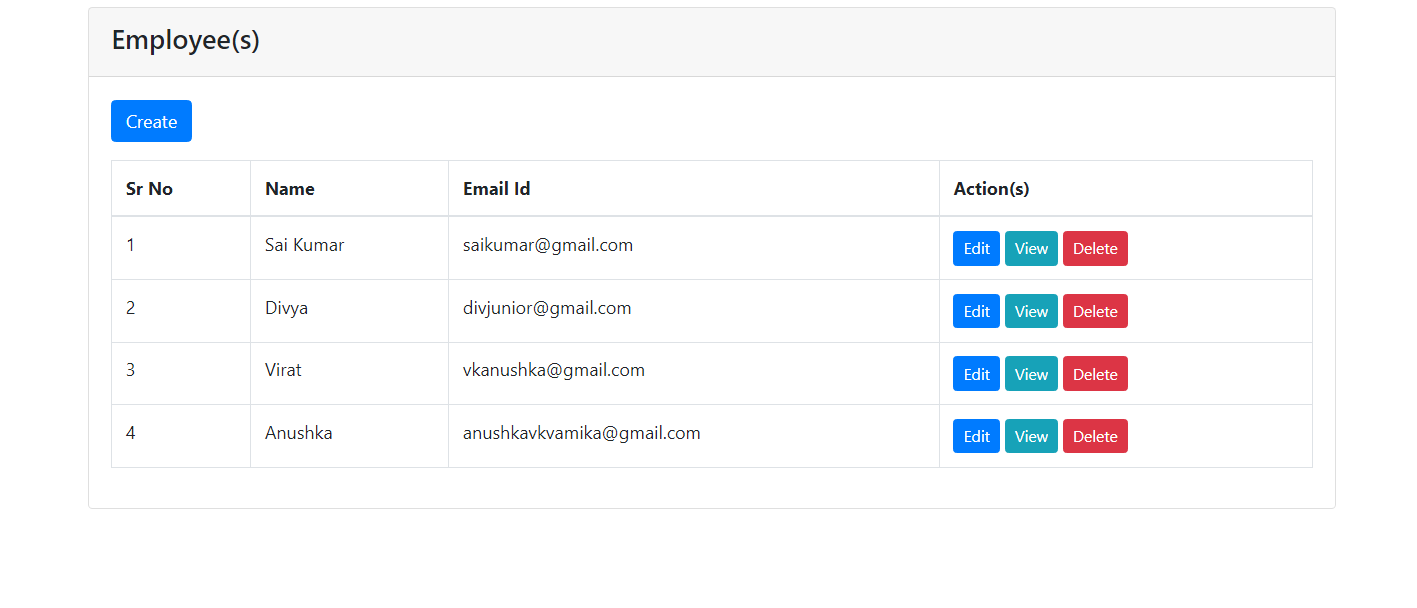 Employee(s)
Create
Sr No Name Email Id Action(s)
1 Sai Kumar saikumar@gmail.com Edit View Delete
2 Divya divjunior@gmail.com Edit View Delete
3 Virat vkanushka@gmail.com Edit View Delete
4 Anushka anushkavkvamika@gmail.com Edit View Delete